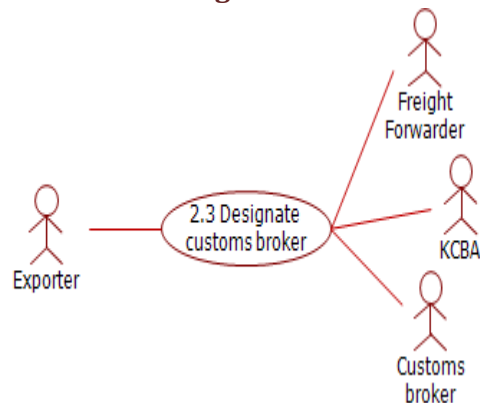 Freight
Forwarder
2.3 Designate
customs broker
KCBA
Exporter
Customs
broker